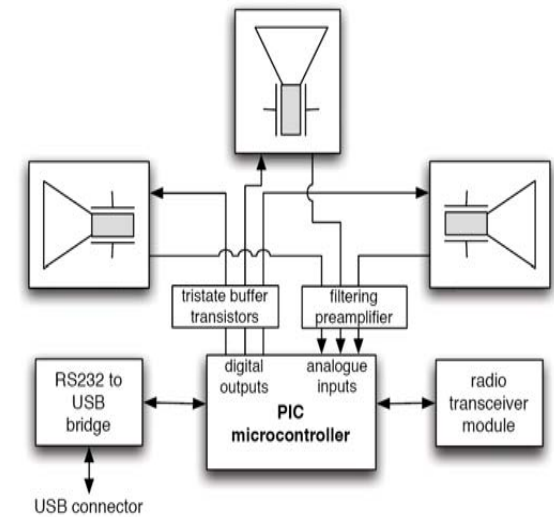 tristate buffer
transistors
filtering
preamplifier
digital
outputs
analogue
inputs
PIC
microcontroller
RS232 to
USB
bridge
radio
transceiver
module
USB connector